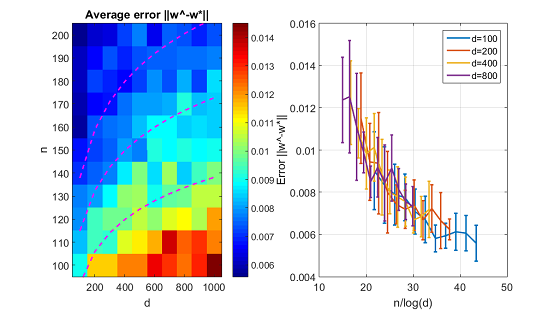 Average error ||w^-w*||
200
190
180
170
160
150
140
130
120
110
100
n
200 400 600 800 1000
d
0.014
0.013
0.012
0.011
0.01
0.009
0.008
0.007
0.006
Error ||w^-w*||
0.016
0.014
0.012
0.01
0.008
0.006
0.004
10 20 30 40 50
n/log(d)
d=100
d=200
d=400
d=800